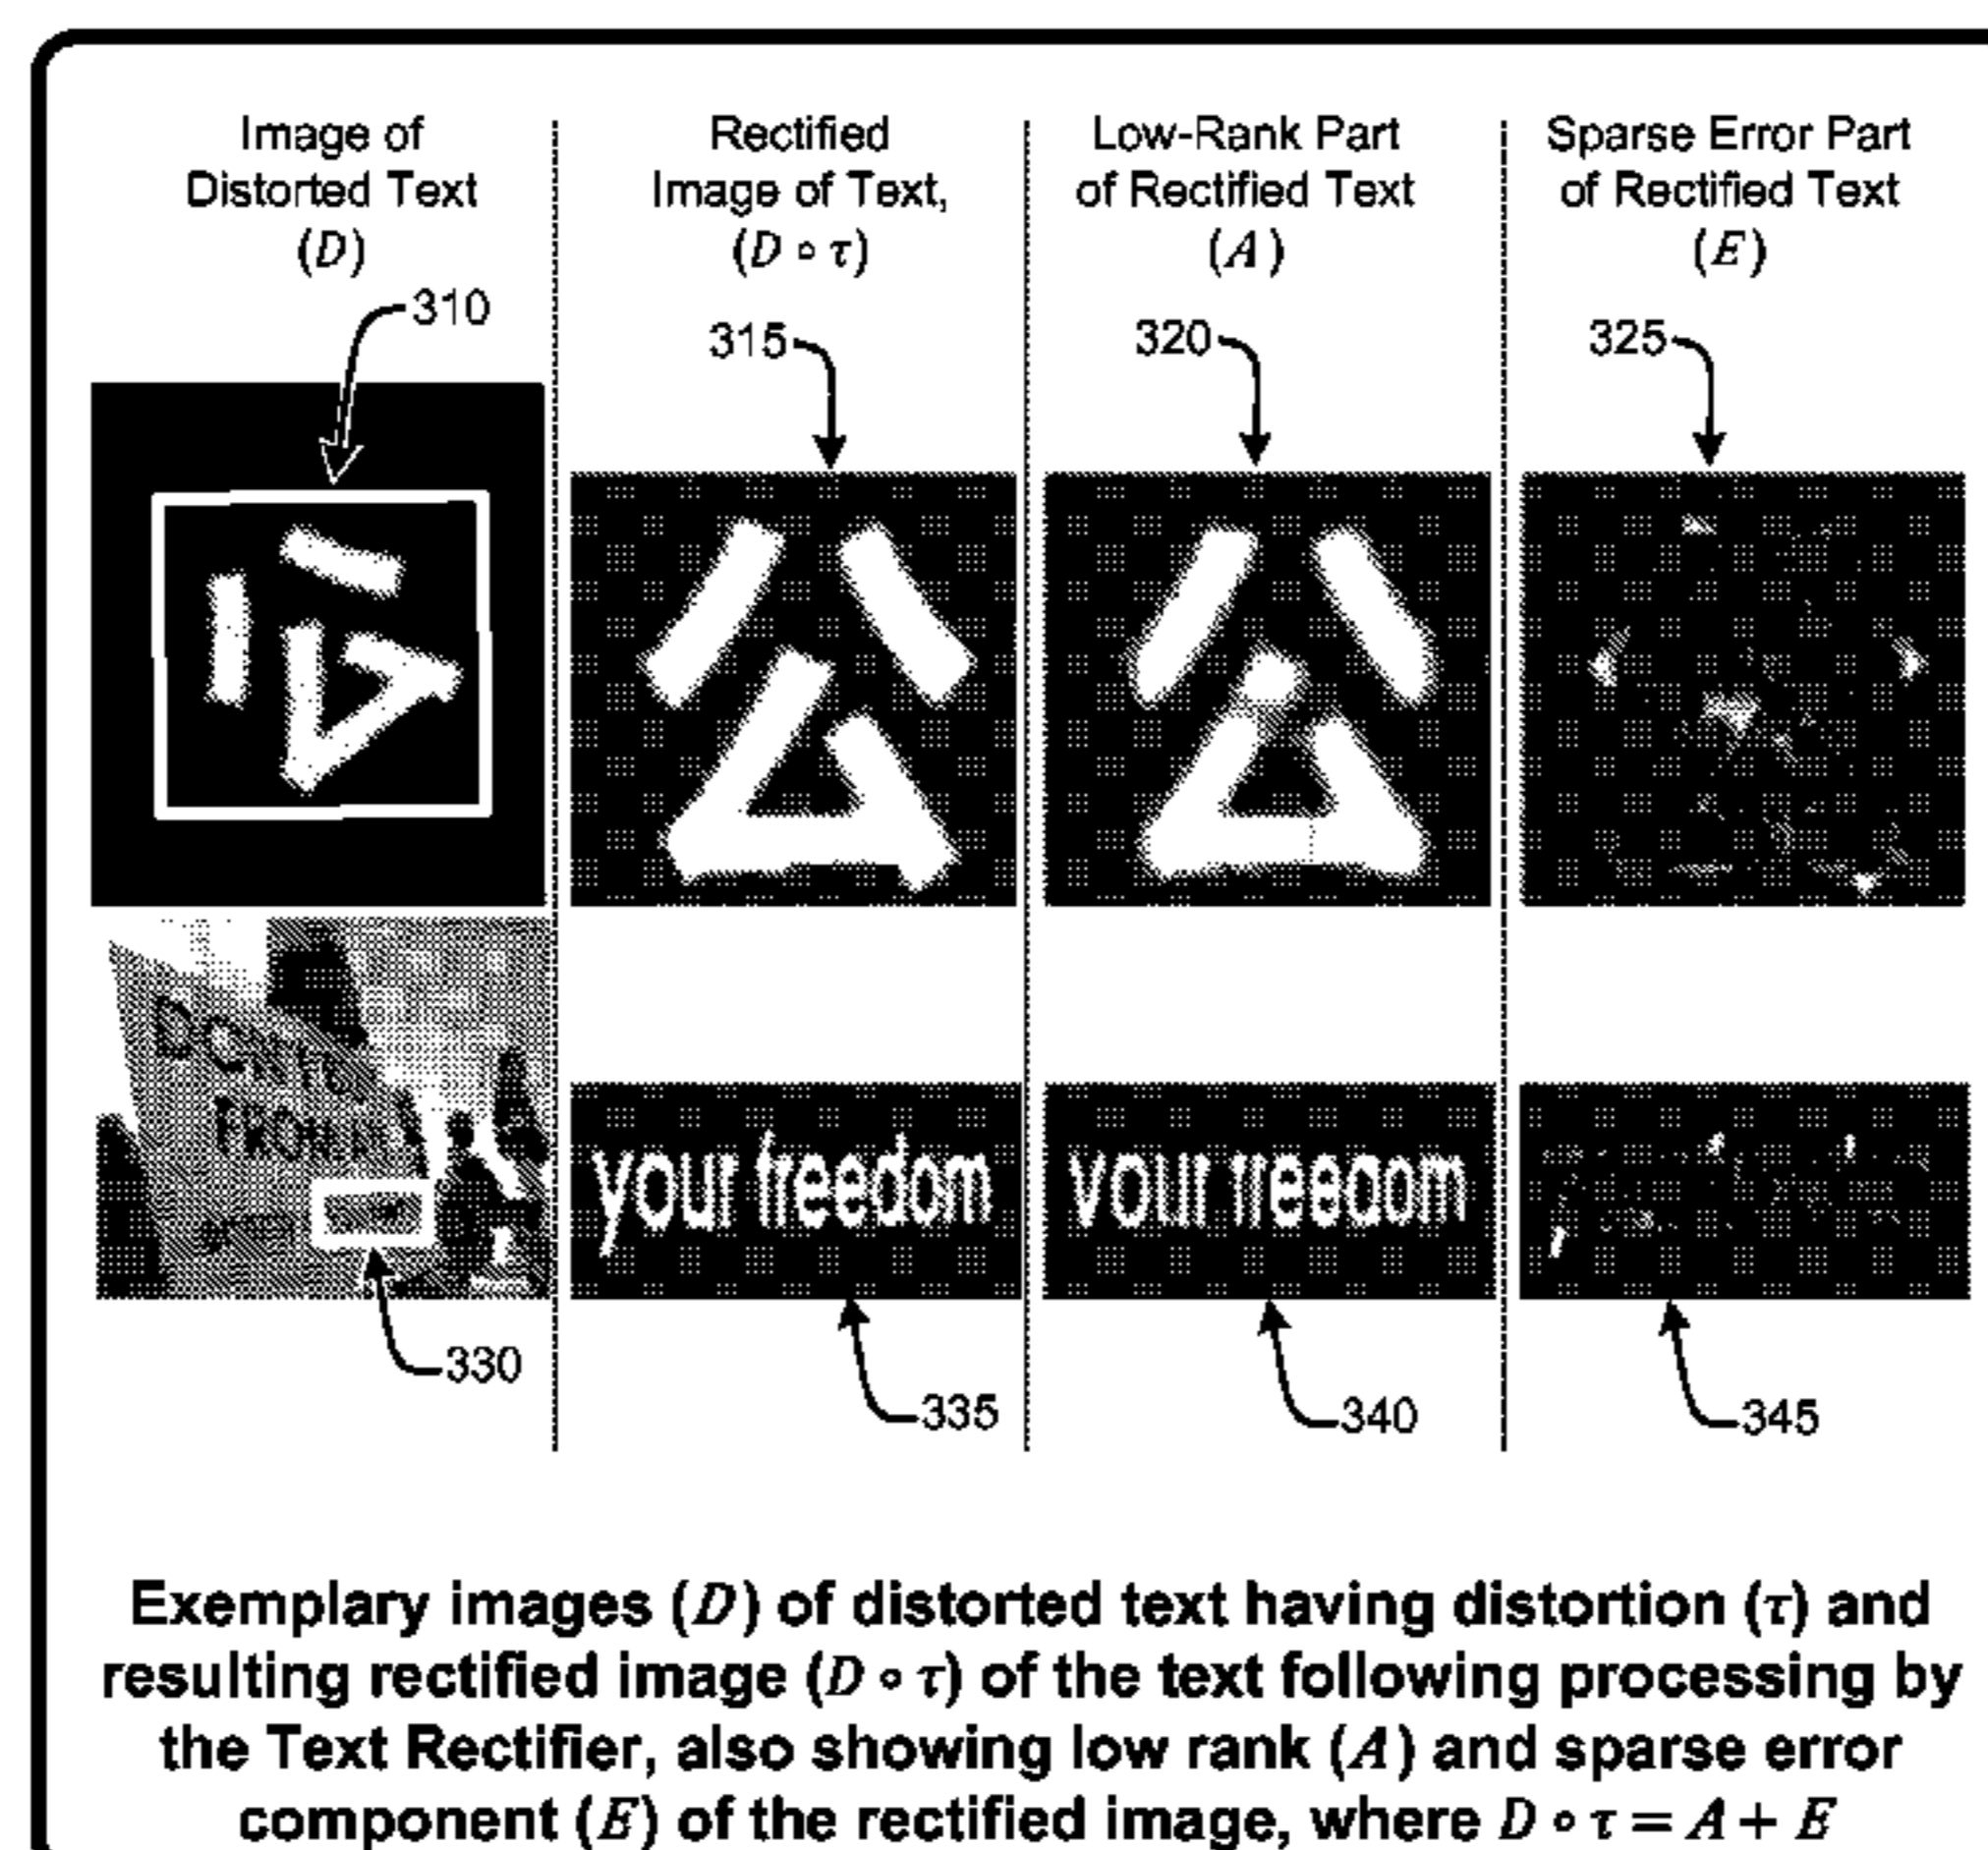 Image of
Distorted Text
(D)
Rectified
Image of Text,
(D ∘ τ)
Low-Rank Part
of Rectified Text
(A)
Sparse Error Part
of Rectified Text
(E)
310
315
320
325
公
your freedom
your freedom
330
335
340
345
Exemplary images (D) of distorted text having distortion (τ) and
resulting rectified image (D ∘ τ) of the text following processing by
the Text Rectifier, also showing low rank (A) and sparse error
component (E) of the rectified image, where D ∘ τ = A + E